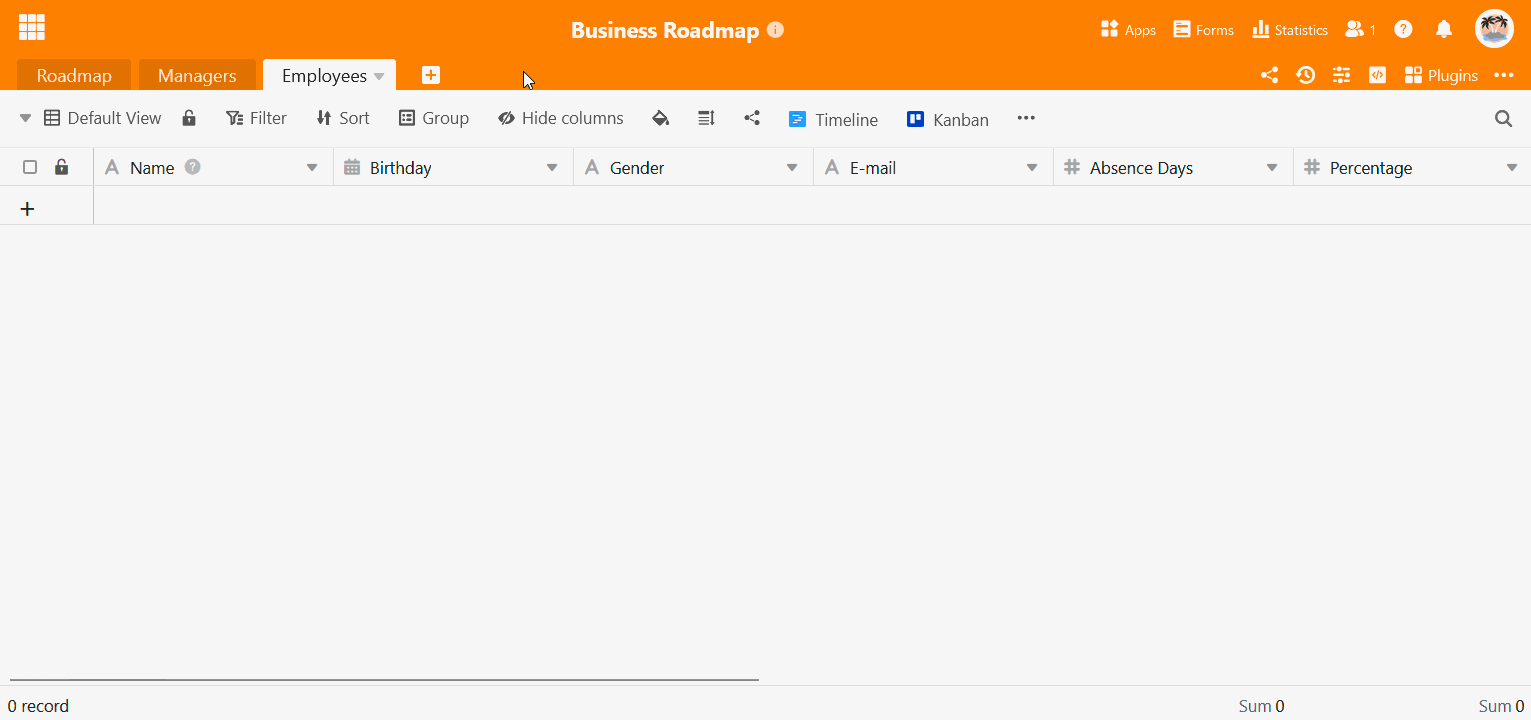 Business Roadmap
Apps Forms Statistics 1
Roadmap Managers Employees
Plugins
Default View Filter Sort Group Hide columns Timeline Kanban
Name Birthday Gender E-mail Absence Days Percentage
0 record Sum 0 Sum 0